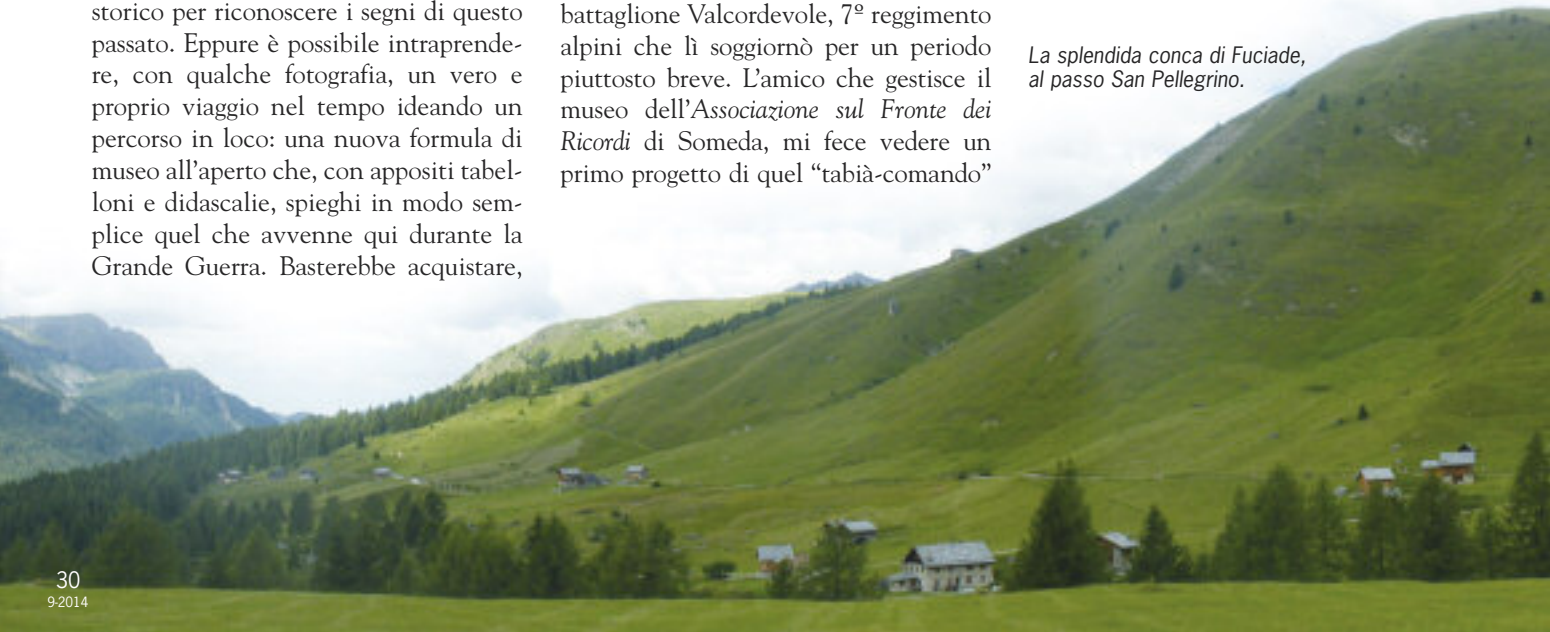 storico per riconoscere i segni di questo
passato. Eppure è possibile intraprende-
re, con qualche fotografia, un vero e
proprio viaggio nel tempo ideando un
percorso in loco: una nuova formula di
museo all'aperto che, con appositi tabel-
loni e didascalie, spieghi in modo sem-
plice quel che avvenne qui durante la
Grande Guerra. Basterebbe acquistare,
battaglione Valcordevole, 7º reggimento
alpini che lì soggiornò per un periodo
piuttosto breve. L'amico che gestisce il
museo dell'Associazione sul Fronte dei
Ricordi di Someda, mi fece vedere un
primo progetto di quel “tabià-comando”
La splendida conca di Fuciade,
al passo San Pellegrino.
30
9-2014